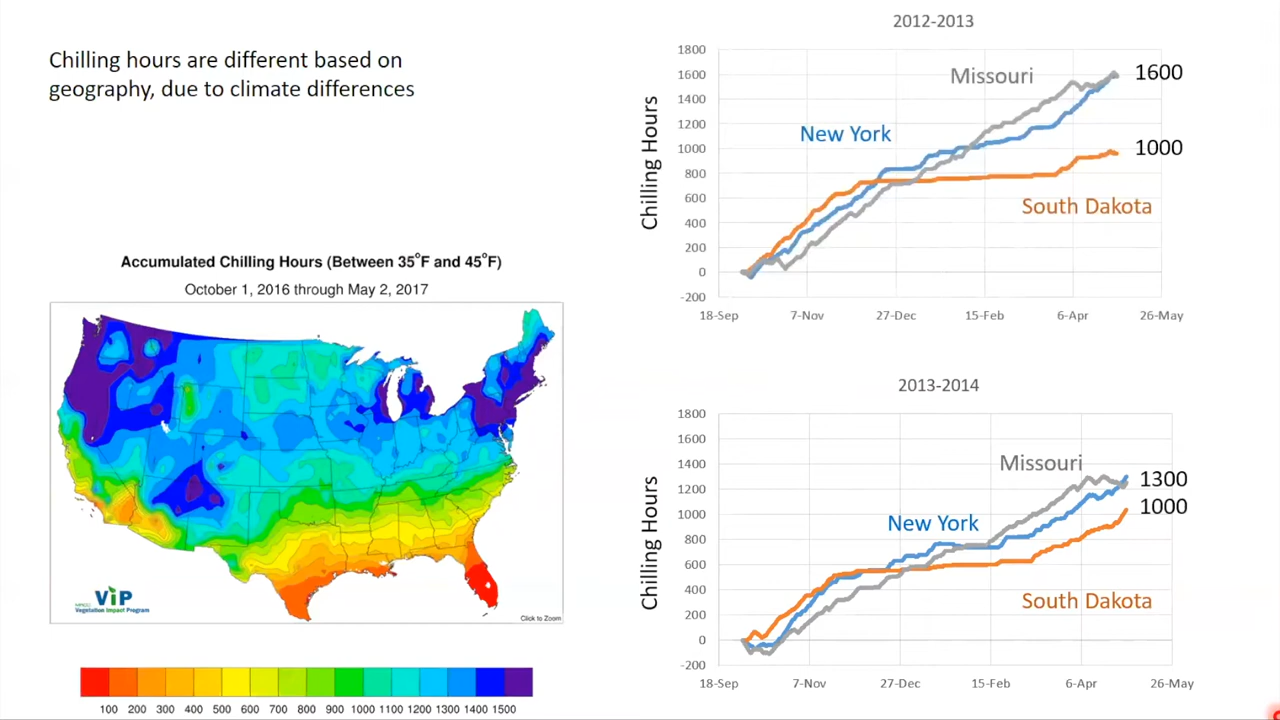 Chilling hours are different based on
geography, due to climate differences
Accumulated Chilling Hours (Between 35°F and 45°F)
October 1, 2016 through May 2, 2017
MRCC
ViP
Vegetation Impact Program
Click to Zoom
100 200 300 400 500 600 700 800 900 1000 1100 1200 1300 1400 1500
2012-2013
Chilling Hours
1800
1600
1400
1200
1000
800
600
400
200
0
-200
Missouri
New York
South Dakota
1600
1000
18-Sep 7-Nov 27-Dec 15-Feb 6-Apr 26-May
2013-2014
Chilling Hours
1800
1600
1400
1200
1000
800
600
400
200
0
-200
Missouri
New York
South Dakota
1300
1000
18-Sep 7-Nov 27-Dec 15-Feb 6-Apr 26-May